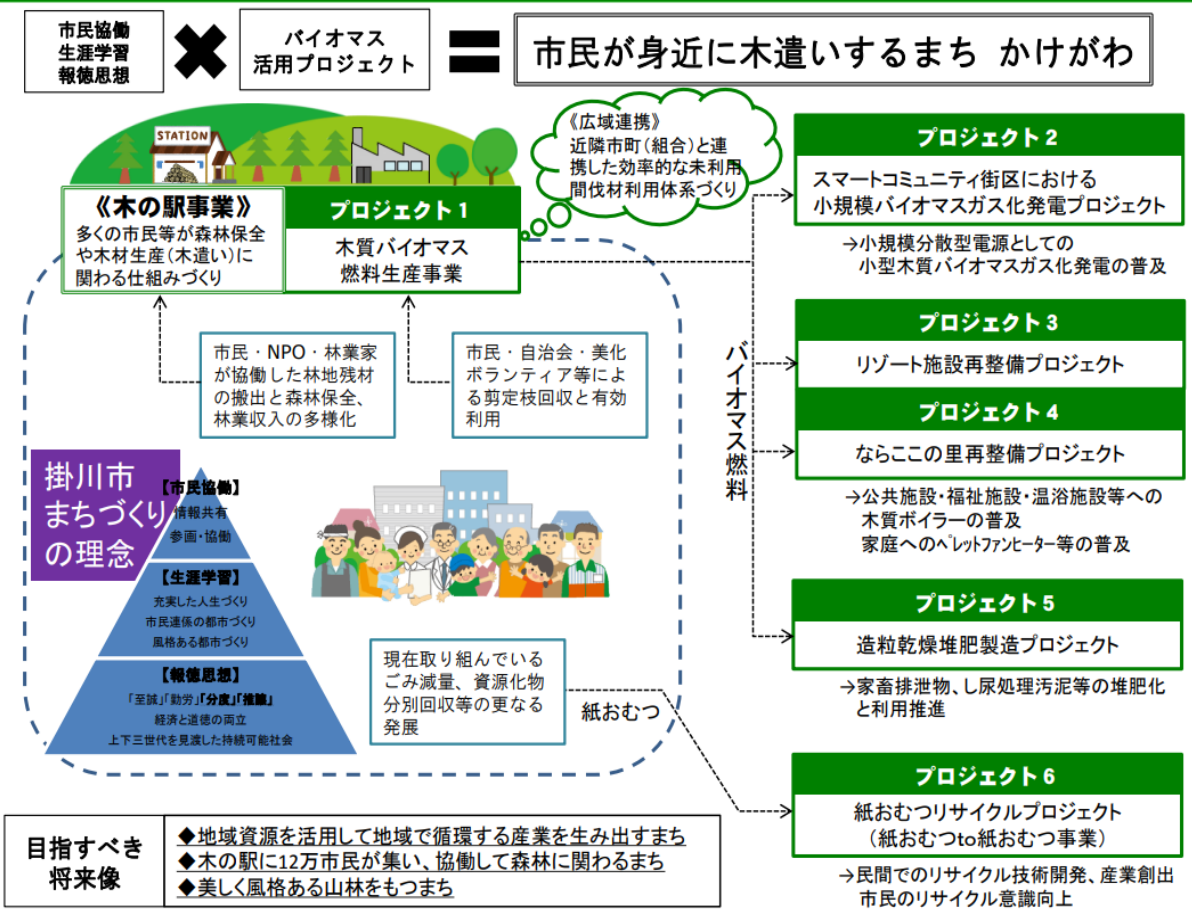 市民協働
生涯学習
報徳思想
バイオマス
活用プロジェクト
市民が身近に木遣いするまち かけがわ
STATION
《広域連携》
近隣市町(組合)と連
携した効率的な未利用
間伐材利用体系づくり
《木の駅事業》
多くの市民等が森林保全
や木材生産(木遣い)に
関わる仕組みづくり
プロジェクト1
木質バイオマス
燃料生産事業
市民・NPO・林業家
が協働した林地残材
の搬出と森林保全、
林業収入の多様化
市民・自治会・美化
ボランティア等によ
る剪定枝回収と有効
利用
掛川市
まちづくり
の理念
【市民協働】
情報共有
参画・協働
【生涯学習】
充実した人生づくり
市民連係の都市づくり
風格ある都市づくり
【報徳思想】
「至誠」「勤労」「分度」「推譲」
経済と道徳の両立
上下三世代を見渡した持続可能社会
現在取り組んでいる
ごみ減量、資源化物
分別回収等の更なる
発展
紙おむつ
バイオマス燃料
プロジェクト2
スマートコミュニティ街区における
小規模バイオマスガス化発電プロジェクト
→小規模分散型電源としての
小型木質バイオマスガス化発電の普及
プロジェクト3
リゾート施設再整備プロジェクト
プロジェクト4
ならここの里再整備プロジェクト
→公共施設・福祉施設・温浴施設等への
木質ボイラーの普及
家庭へのペレットファンヒーター等の普及
プロジェクト5
造粒乾燥堆肥製造プロジェクト
→家畜排泄物、し尿処理汚泥等の堆肥化
と利用推進
プロジェクト6
紙おむつリサイクルプロジェクト
(紙おむつto紙おむつ事業)
→民間でのリサイクル技術開発、産業創出
市民のリサイクル意識向上
目指すべき
将来像
◆地域資源を活用して地域で循環する産業を生み出すまち
◆木の駅に12万市民が集い、協働して森林に関わるまち
◆美しく風格ある山林をもつまち